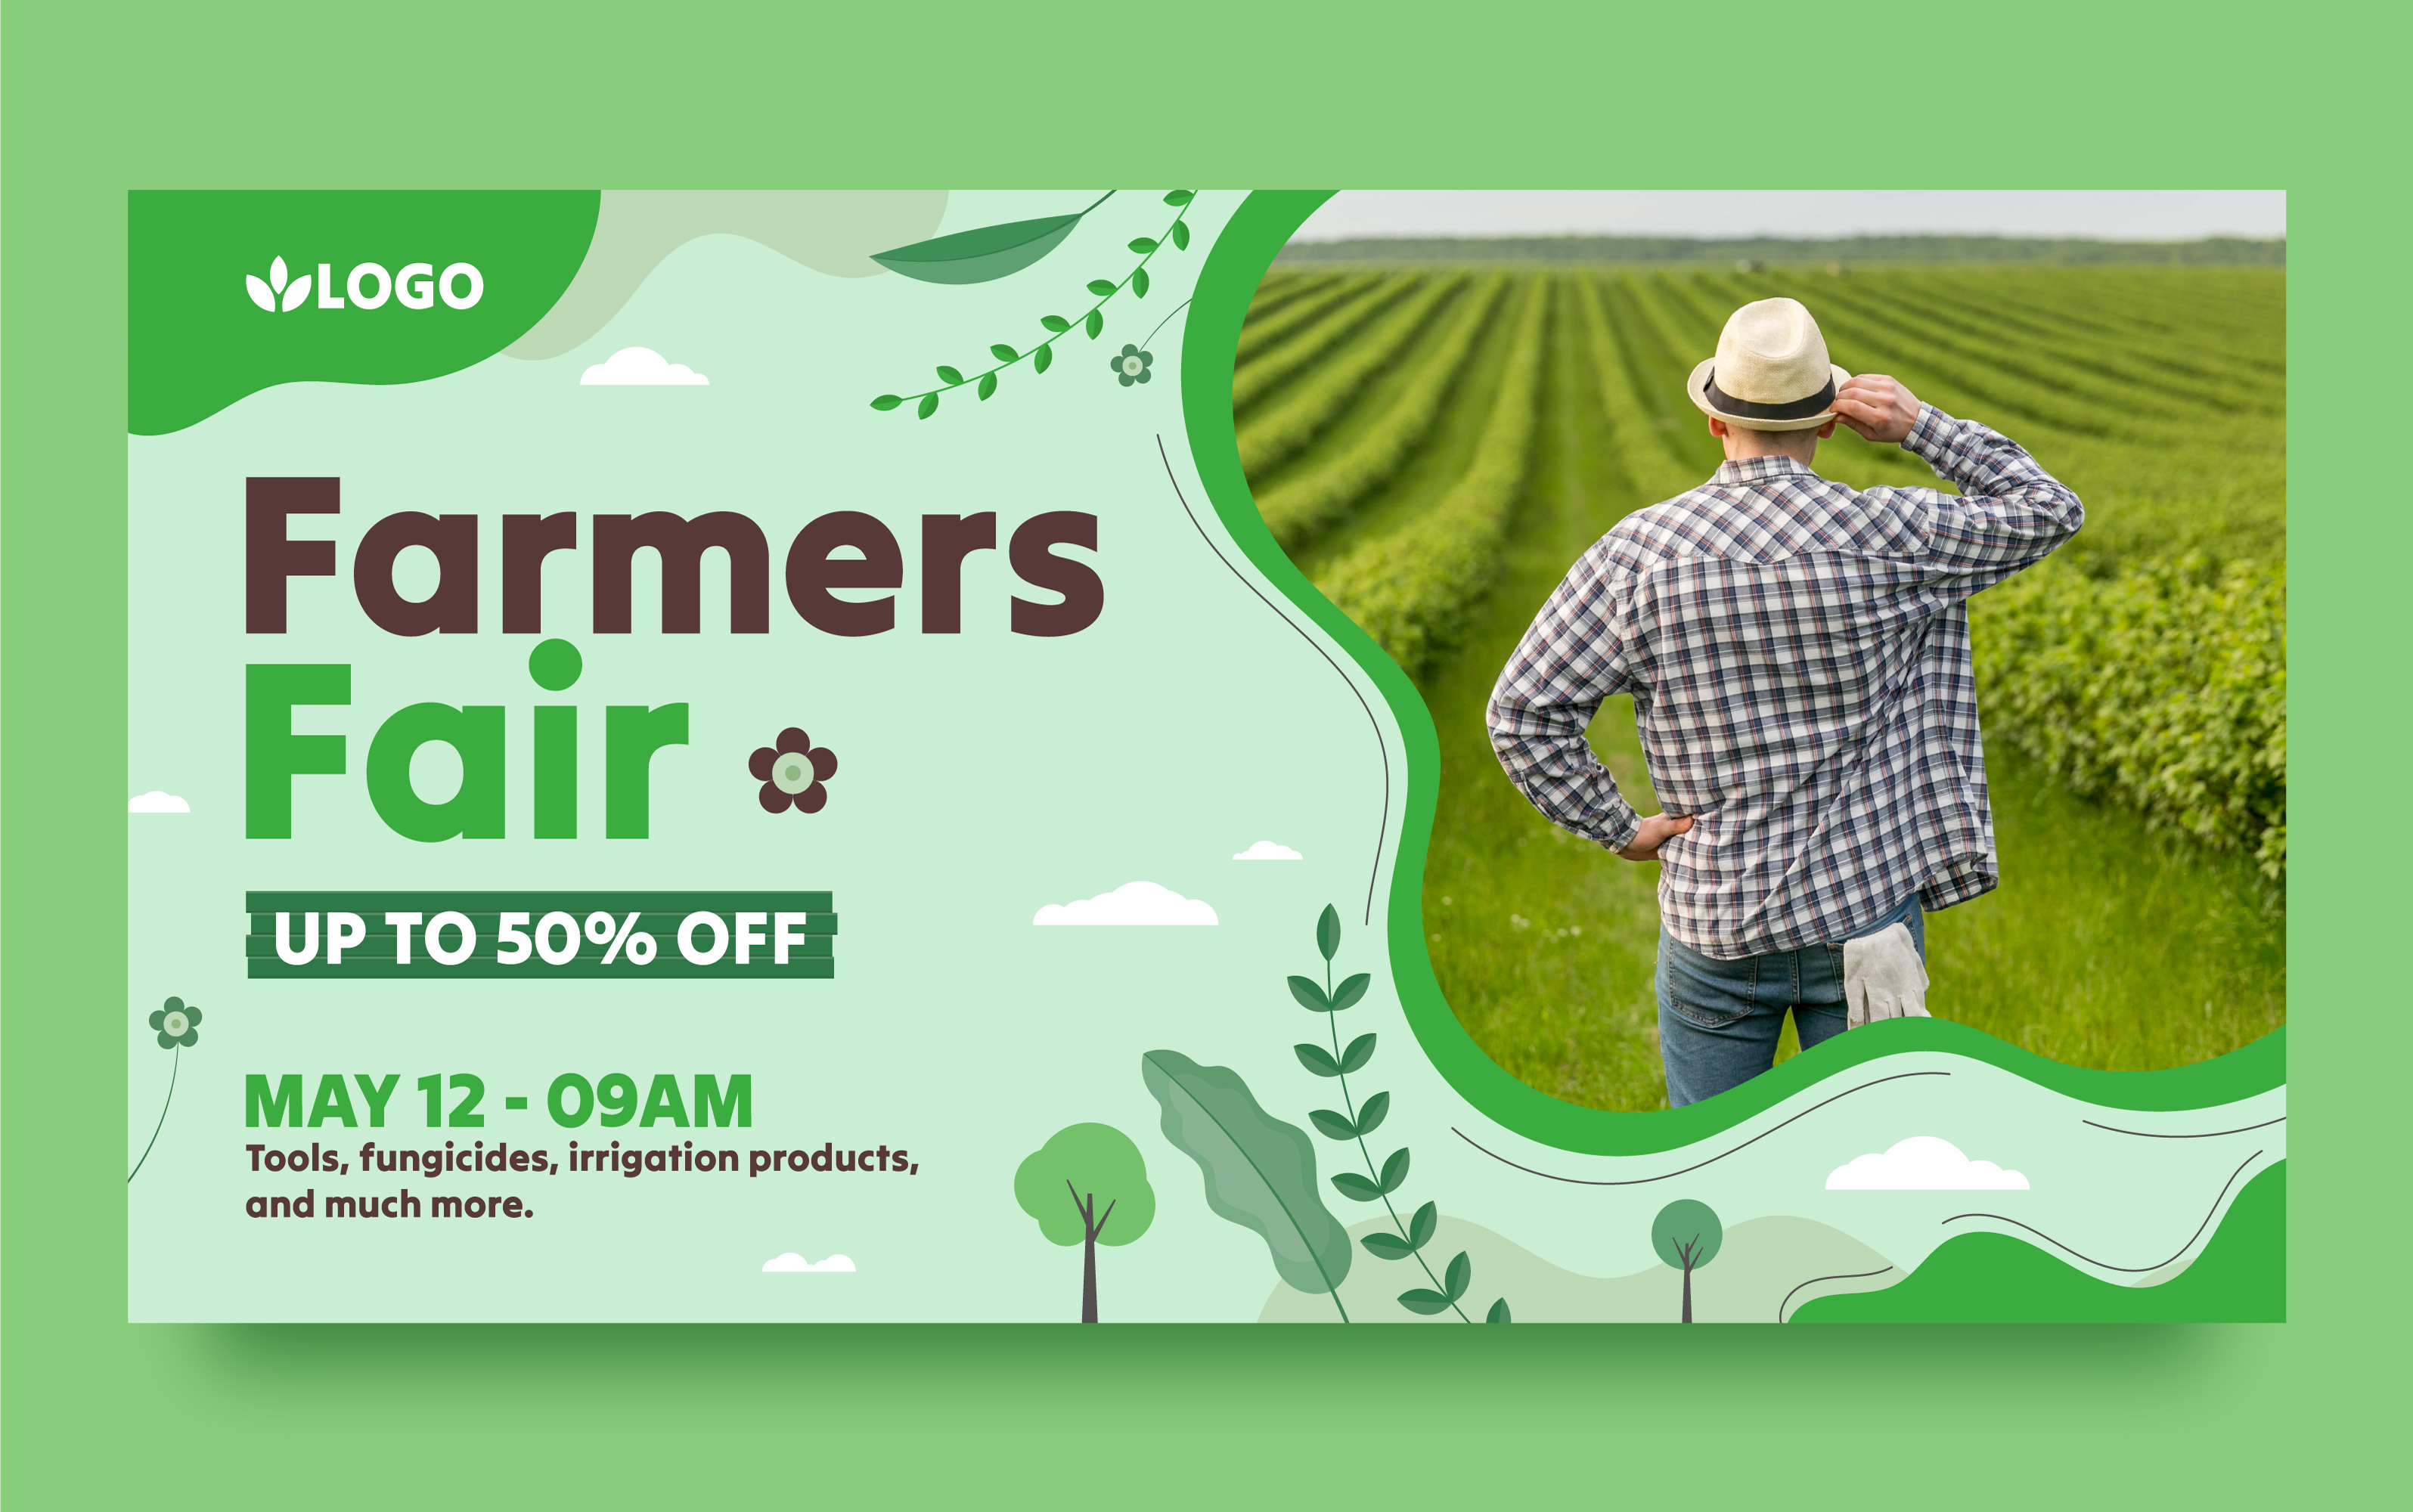 LOGO
Farmers
Fair
UP TO 50% OFF
MAY 12 - 09AM
Tools, fungicides, irrigation products,
and much more.